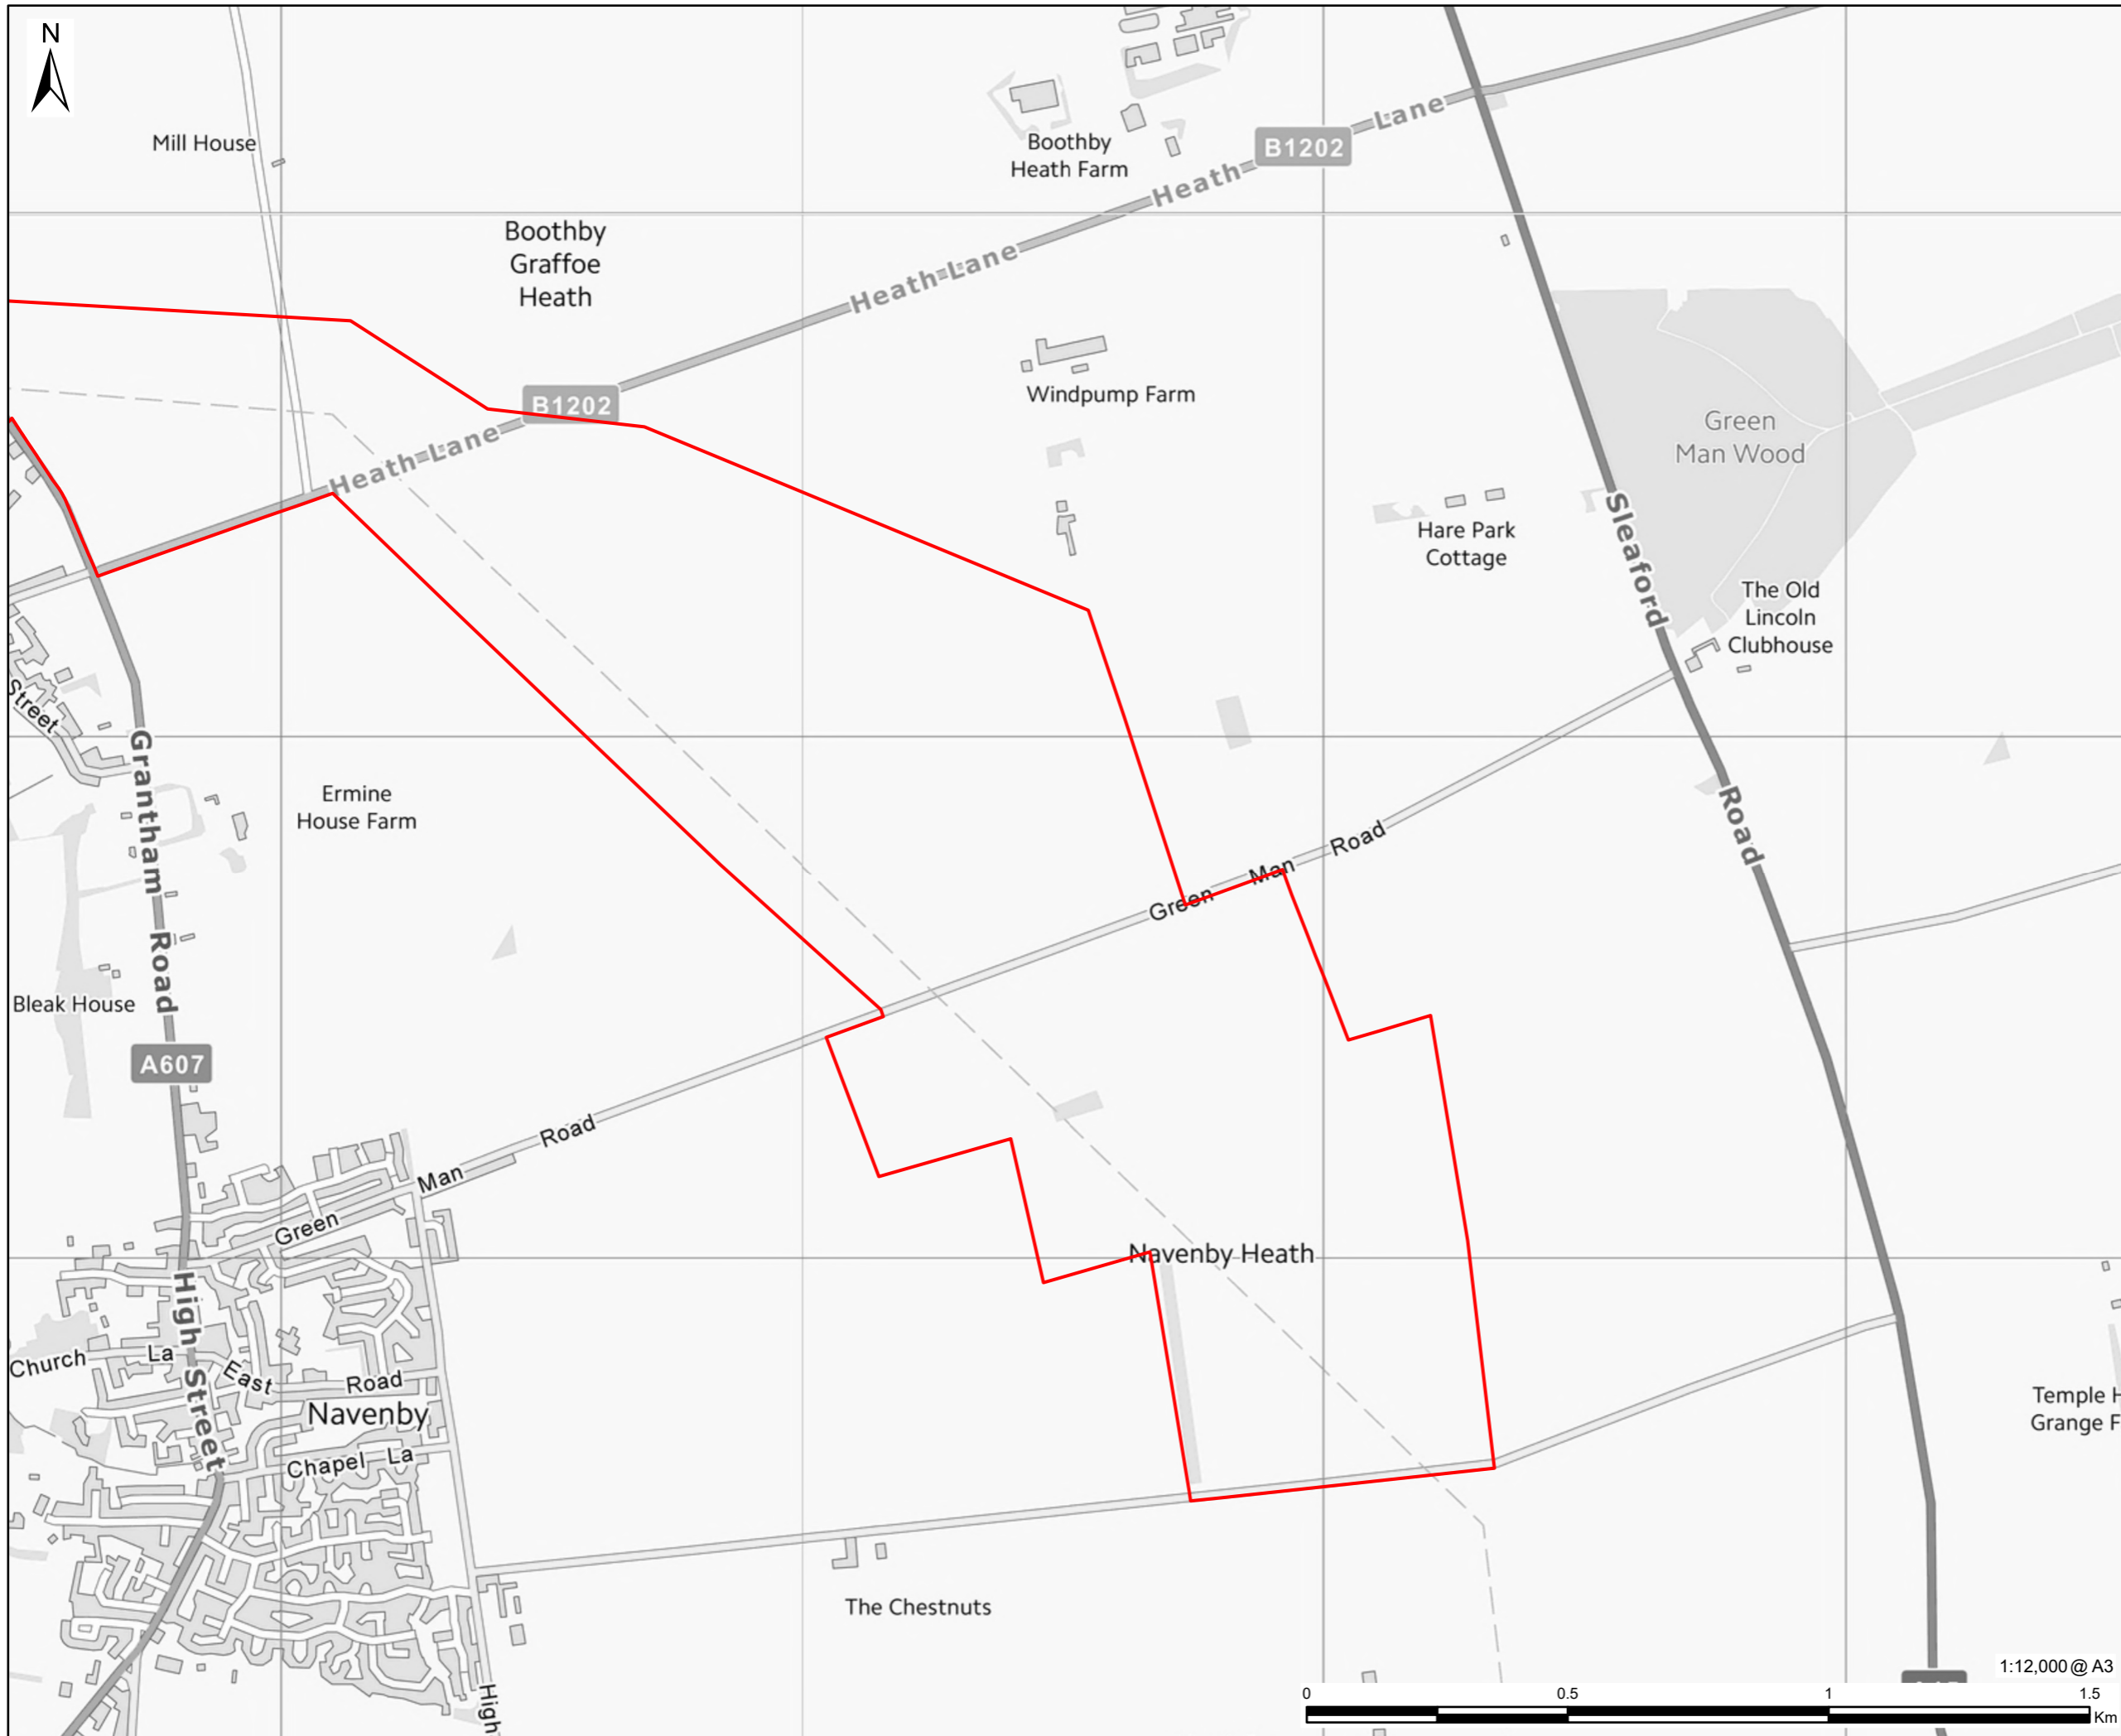 N
Mill House
Boothby
Heath Farm
B1202
Heath Lane
Boothby
Graffoe
Heath
Heath Lane
Windpump Farm
B1202
Heath Lane
Green
Man Wood
Hare Park
Cottage
Sleaford Road
The Old
Lincoln
Clubhouse
Street
Grantham Road
Ermine
House Farm
Green Man Road
Bleak House
A607
Green Man Road
Navenby Heath
High Street
Church La
East Road
Navenby
Chapel La
Temple H
Grange F
The Chestnuts
High
1:12,000 @ A3
0 0.5 1 1.5
Km